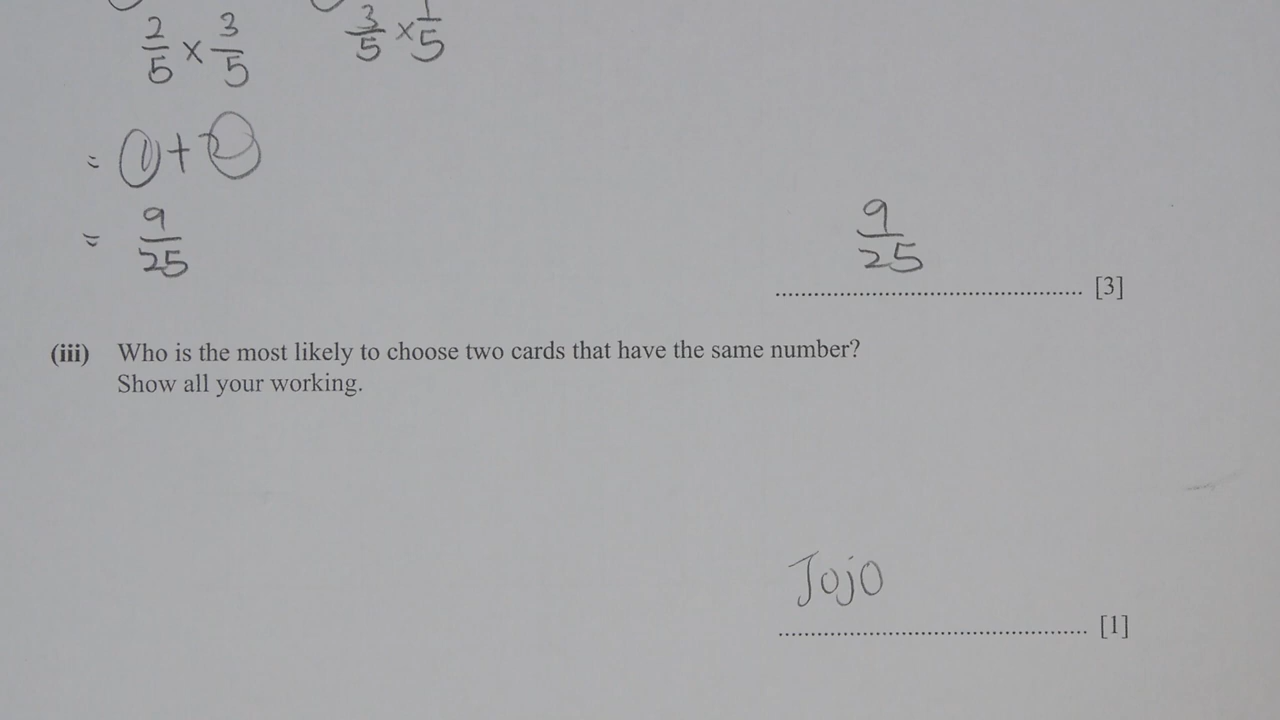 2/5 × 3/5   3/5 × 1/5
= ① + ②
= 9/25
9/25
[3]
(iii) Who is the most likely to choose two cards that have the same number?
Show all your working.
Jojo
[1]